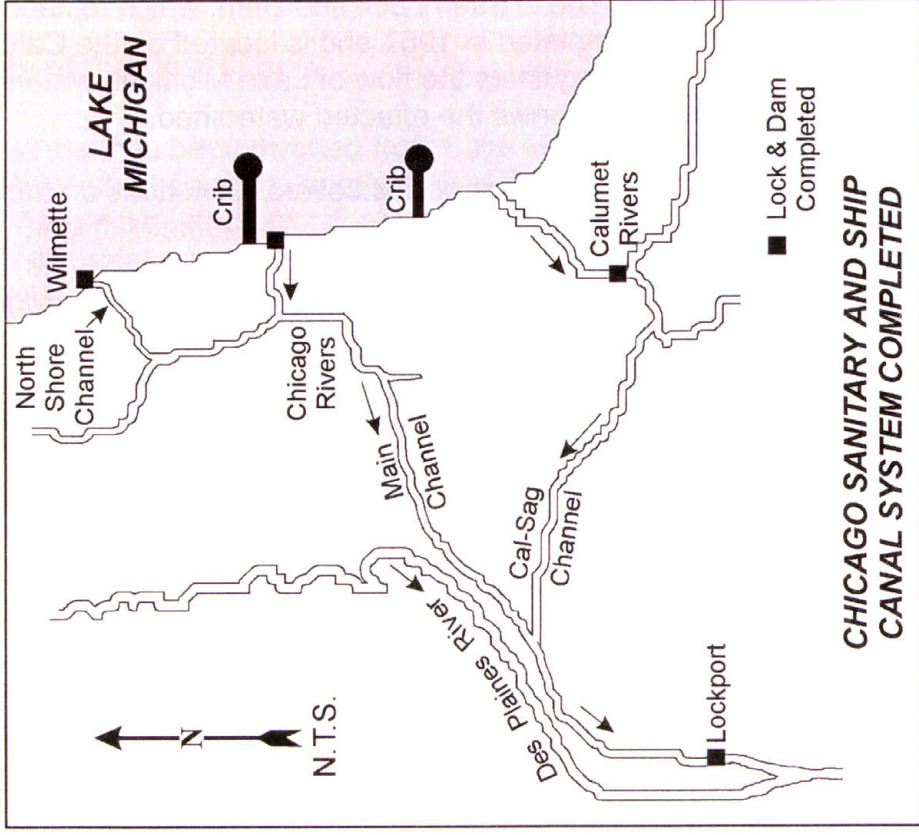 LAKE
MICHIGAN
Wilmette
North
Shore
Channel
Crib
Crib
Chicago
Rivers
Main
Channel
Calumet
Rivers
Cal-Sag
Channel
Des Plaines River
N
N.T.S.
Lockport
Lock & Dam
Completed
CHICAGO SANITARY AND SHIP
CANAL SYSTEM COMPLETED